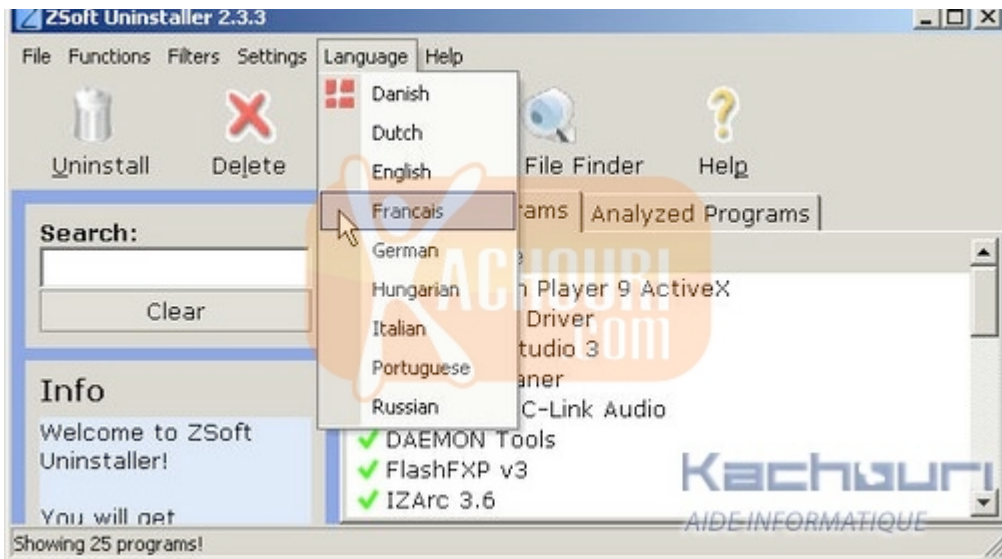 ZSoft Uninstaller 2.3.3
File Functions Filters Settings Language Help
Uninstall Delete File Finder Help
Danish
Dutch
English
Francais
German
Hungarian
Italian
Portuguese
Russian
Search:
Clear
Info
Welcome to ZSoft
Uninstaller!
You will get
Analyzed Programs
Player 9 ActiveX
Driver
3
C-Link Audio
DAEMON Tools
FlashFXP v3
IZArc 3.6
KACHOURI
.COM
Kachouri
AIDE-INFORMATIQUE
Showing 25 programs!